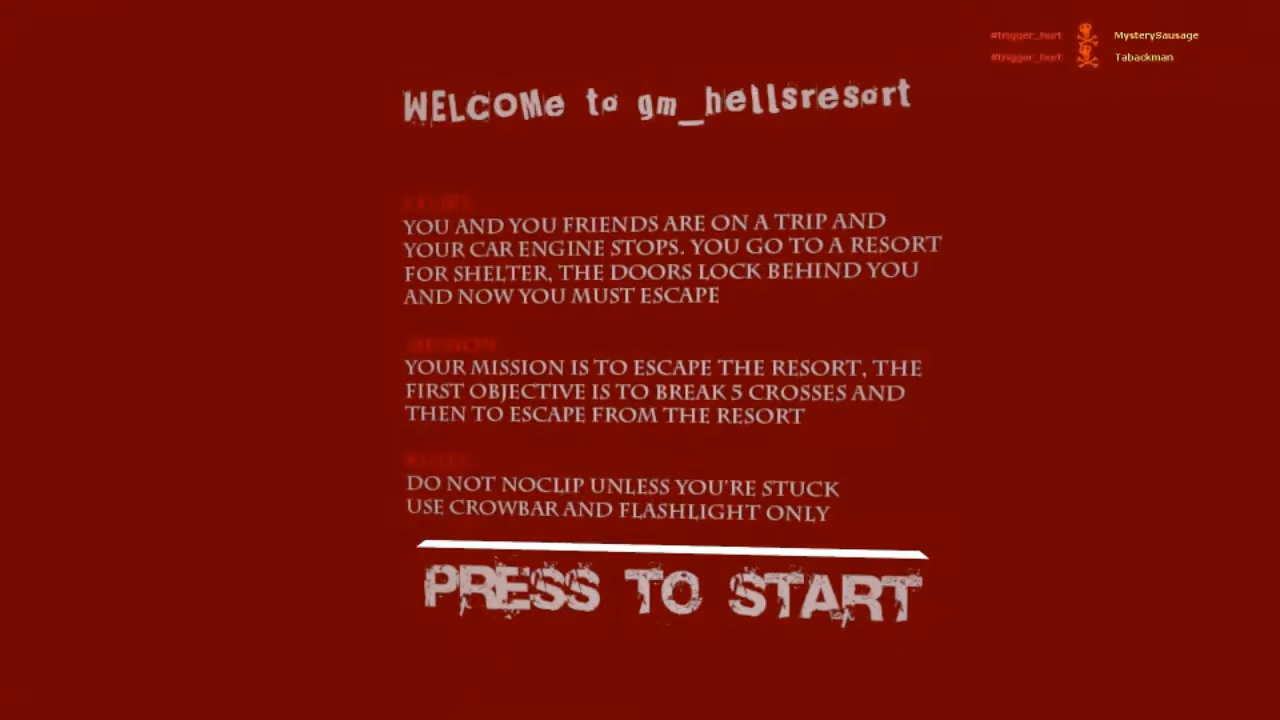 #trigger_hurt MysterySausage
#trigger_hurt Tabackman
WELCOMe to gm_hellsresort
STORY
YOU AND YOU FRIENDS ARE ON A TRIP AND
YOUR CAR ENGINE STOPS. YOU GO TO A RESORT
FOR SHELTER, THE DOORS LOCK BEHIND YOU
AND NOW YOU MUST ESCAPE
MISSION
YOUR MISSION IS TO ESCAPE THE RESORT, THE
FIRST OBJECTIVE IS TO BREAK 5 CROSSES AND
THEN TO ESCAPE FROM THE RESORT
DO NOT NOCLIP UNLESS YOU'RE STUCK
USE CROWBAR AND FLASHLIGHT ONLY
PRESS TO START